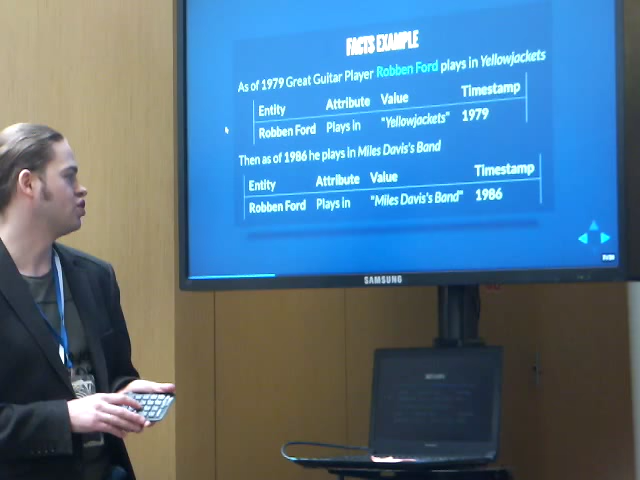 FACTS EXAMPLE
As of 1979 Great Guitar Player Robben Ford plays in Yellowjackets
Entity Attribute Value Timestamp
Robben Ford Plays in "Yellowjackets" 1979
Then as of 1986 he plays in Miles Davis's Band
Entity Attribute Value Timestamp
Robben Ford Plays in "Miles Davis's Band" 1986
SAMSUNG